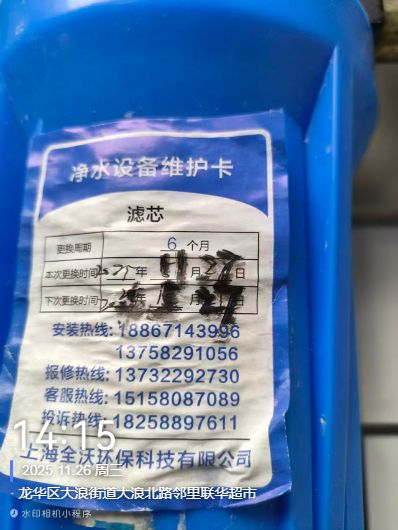 净水设备维护卡
滤芯
更换周期 6 个月
本次更换时间 年 11 月 27 日
下次更换时间 年 月 日
安装热线: 18867143996
13758291056
报修热线: 13732292730
客服热线: 15158087089
投诉热线: 18258897611
上海全沃环保科技有限公司
14:15
2025.11.26 周三
龙华区大浪街道大浪北路邻里联华超市
水印相机小程序